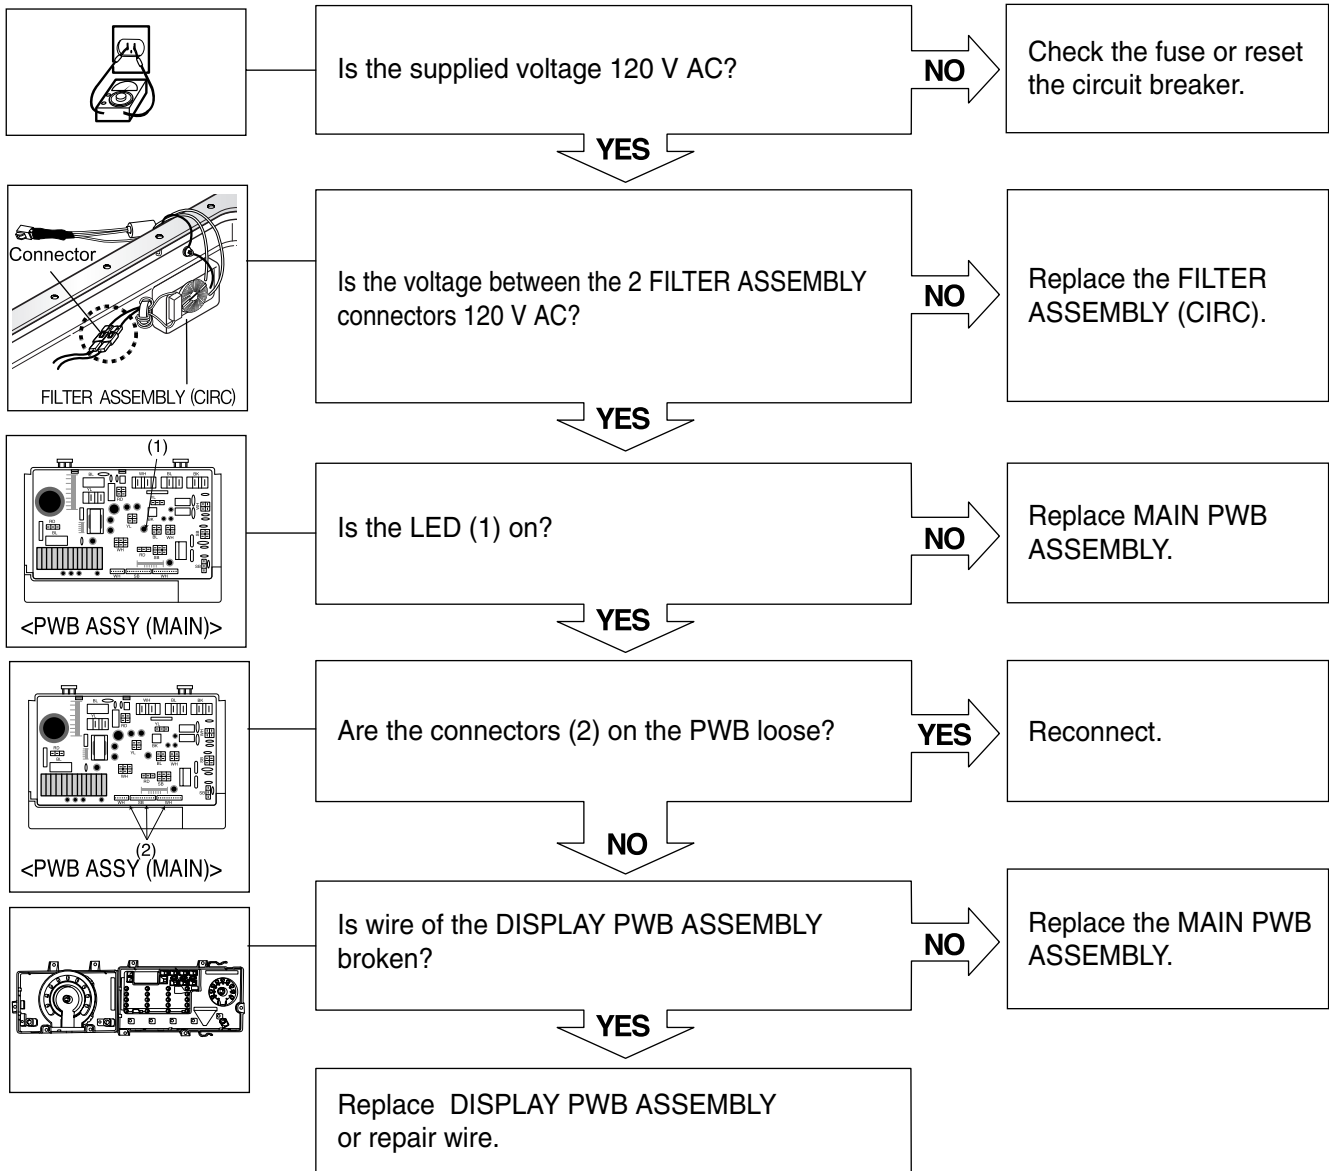 Is the supplied voltage 120 V AC?
NO
Check the fuse or reset
the circuit breaker.
YES
Connector
FILTER ASSEMBLY (CIRC)
Is the voltage between the 2 FILTER ASSEMBLY
connectors 120 V AC?
NO
Replace the FILTER
ASSEMBLY (CIRC).
YES
(1)
<PWB ASSY (MAIN)>
Is the LED (1) on?
NO
Replace MAIN PWB
ASSEMBLY.
YES
(2)
<PWB ASSY (MAIN)>
Are the connectors (2) on the PWB loose?
YES
Reconnect.
NO
Is wire of the DISPLAY PWB ASSEMBLY
broken?
NO
Replace the MAIN PWB
ASSEMBLY.
YES
Replace DISPLAY PWB ASSEMBLY
or repair wire.